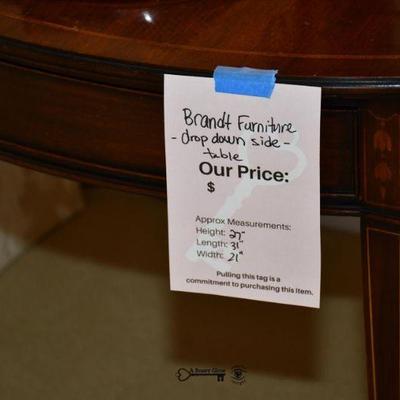 Brandt Furniture
- drop down side -
table
Our Price:
$
Approx Measurements:
Height: 27"
Length: 31"
Width: 21"
Pulling this tag is a
commitment to purchasing this item.